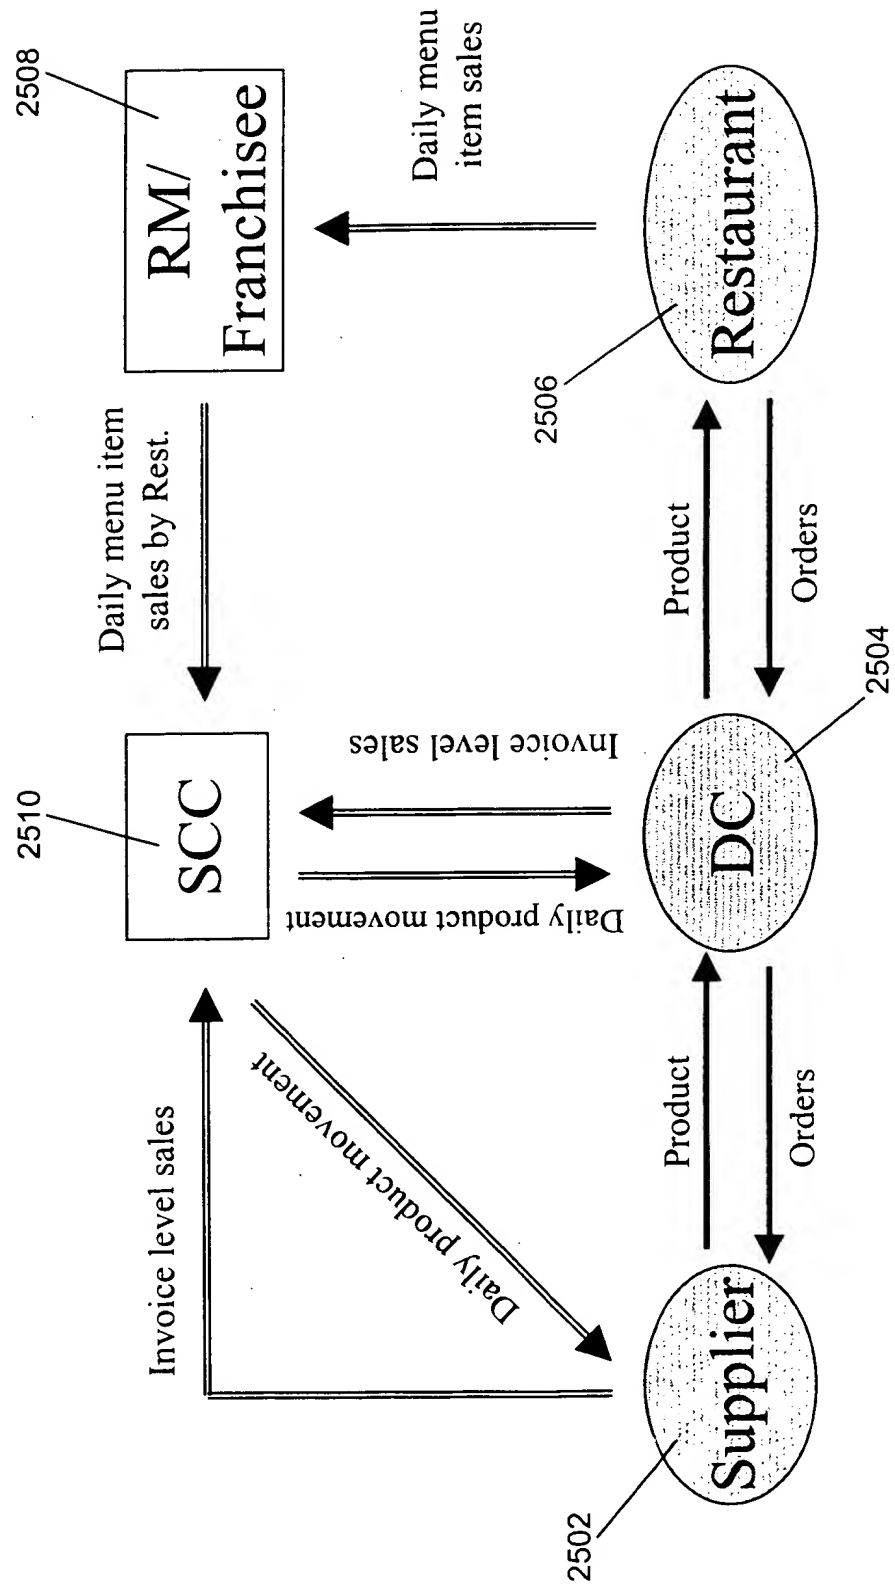 2510
2508
SCC
RM/
Franchisee
Invoice level sales
Daily menu item
sales by Rest.
Daily menu
item sales
Daily product movement
Daily product movement
Invoice level sales
2502
2506
Product
Product
Supplier
DC
Restaurant
Orders
Orders
2504